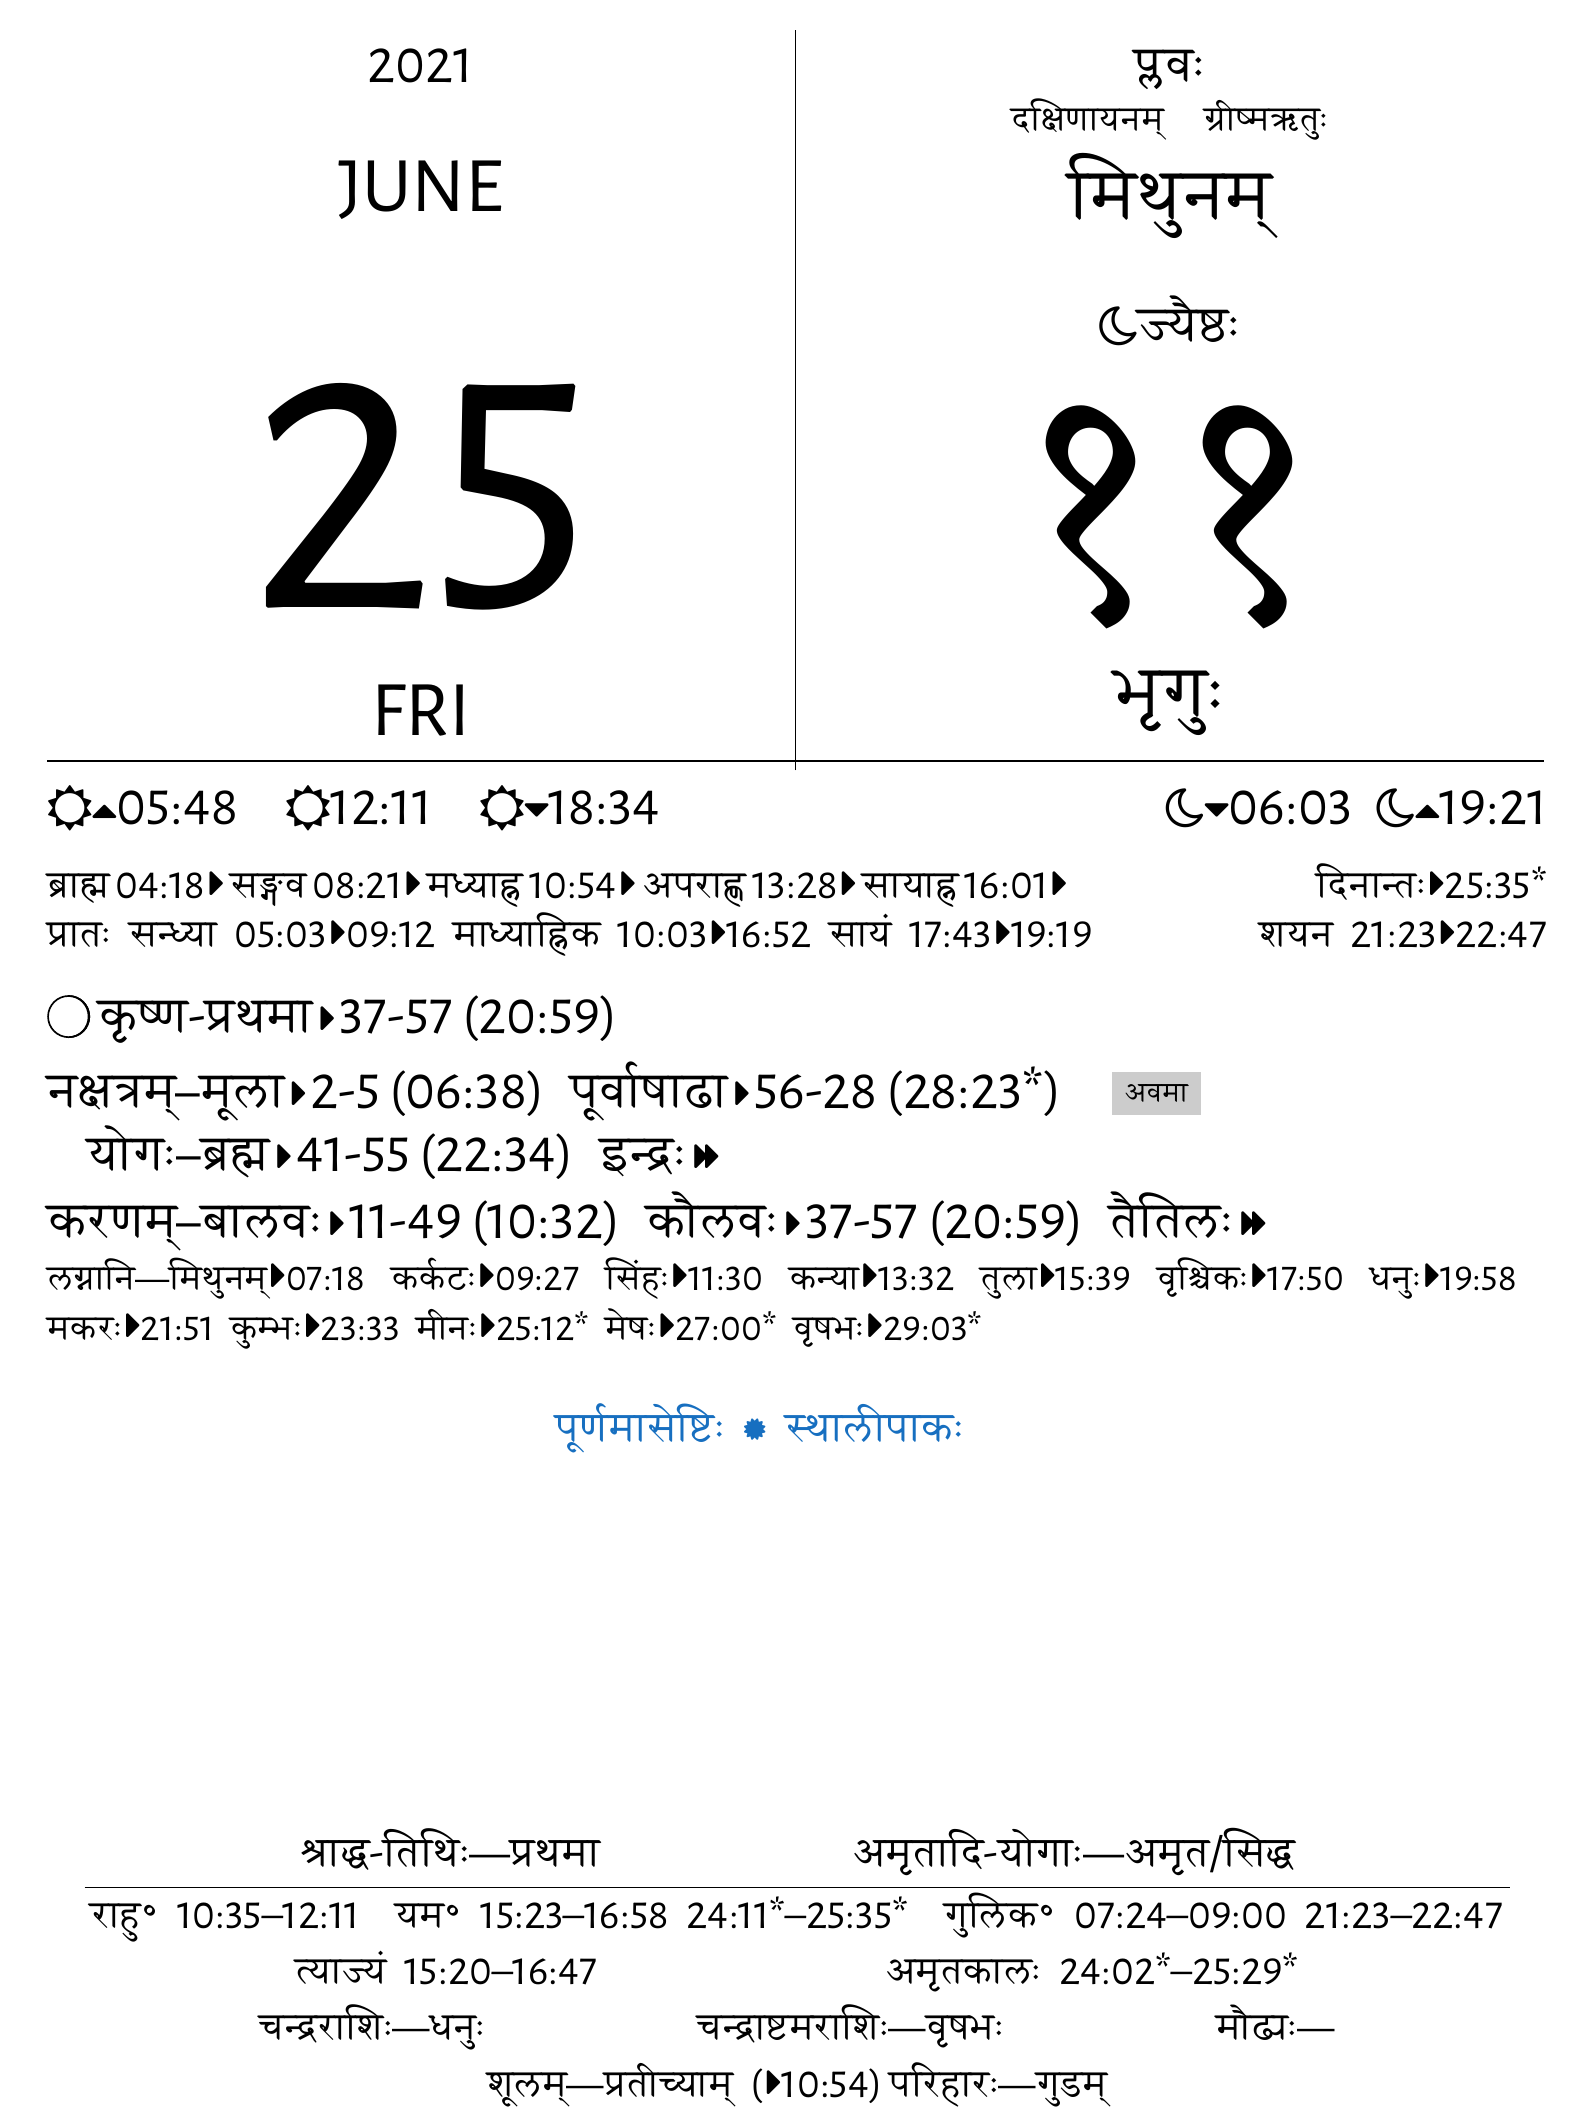 2021
JUNE
25
FRI
प्लवः
दक्षिणायनम् ग्रीष्मऋतुः
मिथुनम्
ज्यैष्ठः
११
भृगुः
05:48 12:11 18:34 06:03 19:21
ब्राह्म 04:18 सङ्गव 08:21 मध्याह्न 10:54 अपराह्ण 13:28 सायाह्न 16:01 दिनान्तः 25:35*
प्रातः सन्ध्या 05:03 09:12 माध्याह्निक 10:03 16:52 सायं 17:43 19:19 शयन 21:23 22:47
कृष्ण-प्रथमा 37-57 (20:59)
नक्षत्रम्–मूला 2-5 (06:38) पूर्वाषाढा 56-28 (28:23*) अवमा
योगः–ब्रह्म 41-55 (22:34) इन्द्रः
करणम्–बालवः 11-49 (10:32) कौलवः 37-57 (20:59) तैतिलः
लग्नानि—मिथुनम् 07:18 कर्कटः 09:27 सिंहः 11:30 कन्या 13:32 तुला 15:39 वृश्चिकः 17:50 धनुः 19:58
मकरः 21:51 कुम्भः 23:33 मीनः 25:12* मेषः 27:00* वृषभः 29:03*
पूर्णमासेष्टिः स्थालीपाकः
श्राद्ध-तिथिः—प्रथमा अमृतादि-योगाः—अमृत/सिद्ध
राहु॰ 10:35–12:11 यम॰ 15:23–16:58 24:11*–25:35* गुलिक॰ 07:24–09:00 21:23–22:47
त्याज्यं 15:20–16:47 अमृतकालः 24:02*–25:29*
चन्द्रराशिः—धनुः चन्द्राष्टमराशिः—वृषभः मौढ्यः—
शूलम्—प्रतीच्याम् (10:54) परिहारः—गुडम्